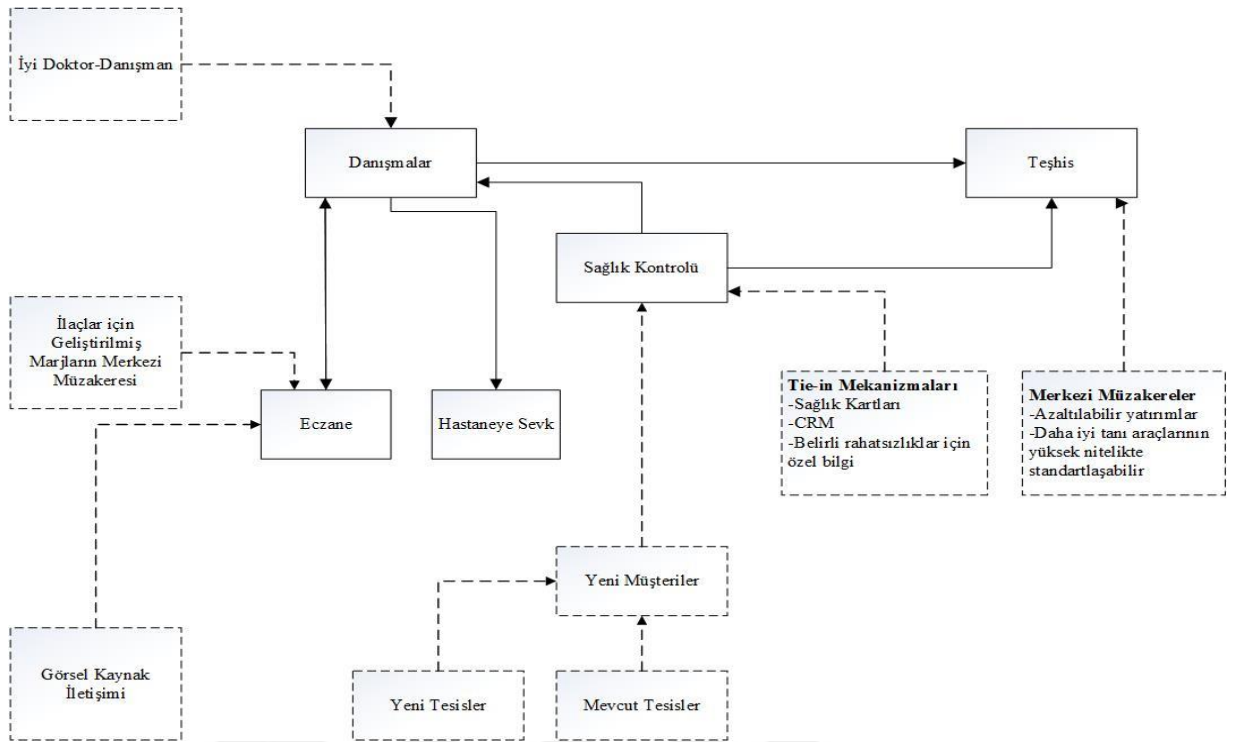 İyi Doktor-Danışman
Danışmalar
Teşhis
Sağlık Kontrolü
İlaçlar için
Geliştirilmiş
Marjların Merkezi
Müzakeresi
Eczane
Hastaneye Sevk
Tie-in Mekanizmaları
-Sağlık Kartları
-CRM
-Belirli rahatsızlıklar için
özel bilgi
Merkezi Müzakereler
-Azaltılabilir yatırımlar
-Daha iyi tanı araçlarının
yüksek nitelikte
standartlaşabilir
Yeni Müşteriler
Görsel Kaynak
İletişimi
Yeni Tesisler
Mevcut Tesisler